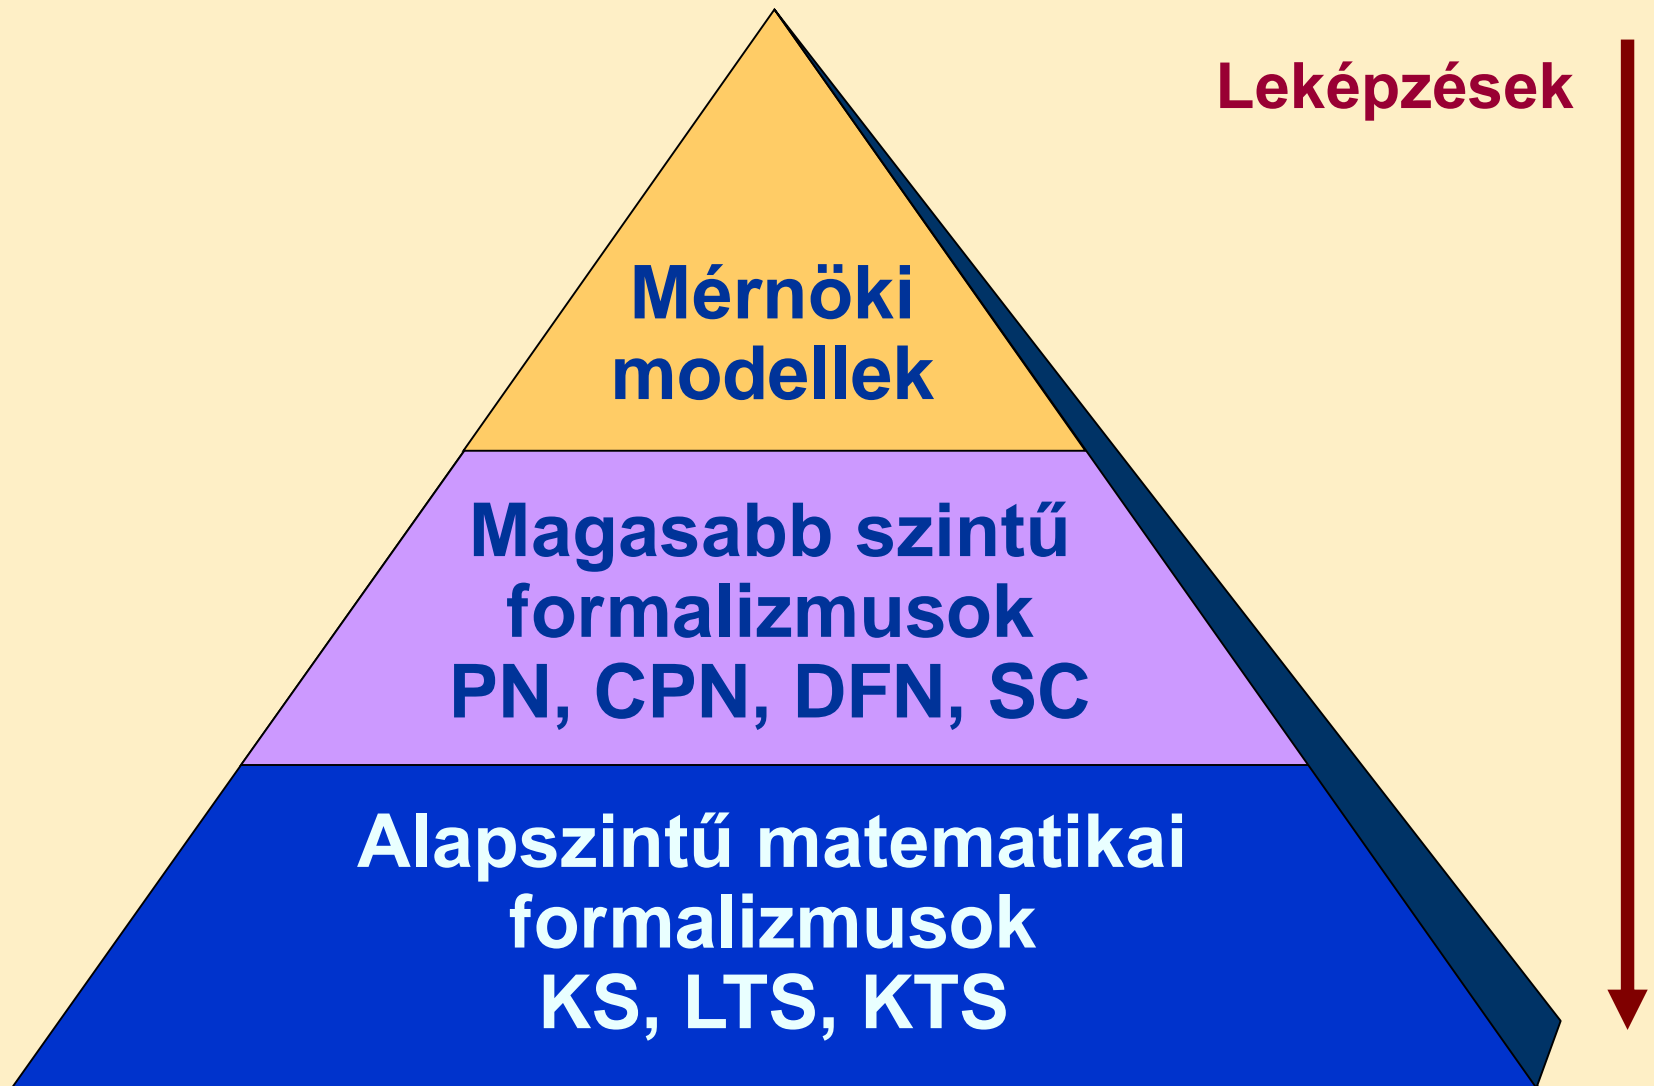 Leképzések
Mérnöki
modellek
Magasabb szintű
formalizmusok
PN, CPN, DFN, SC
Alapszintű matematikai
formalizmusok
KS, LTS, KTS